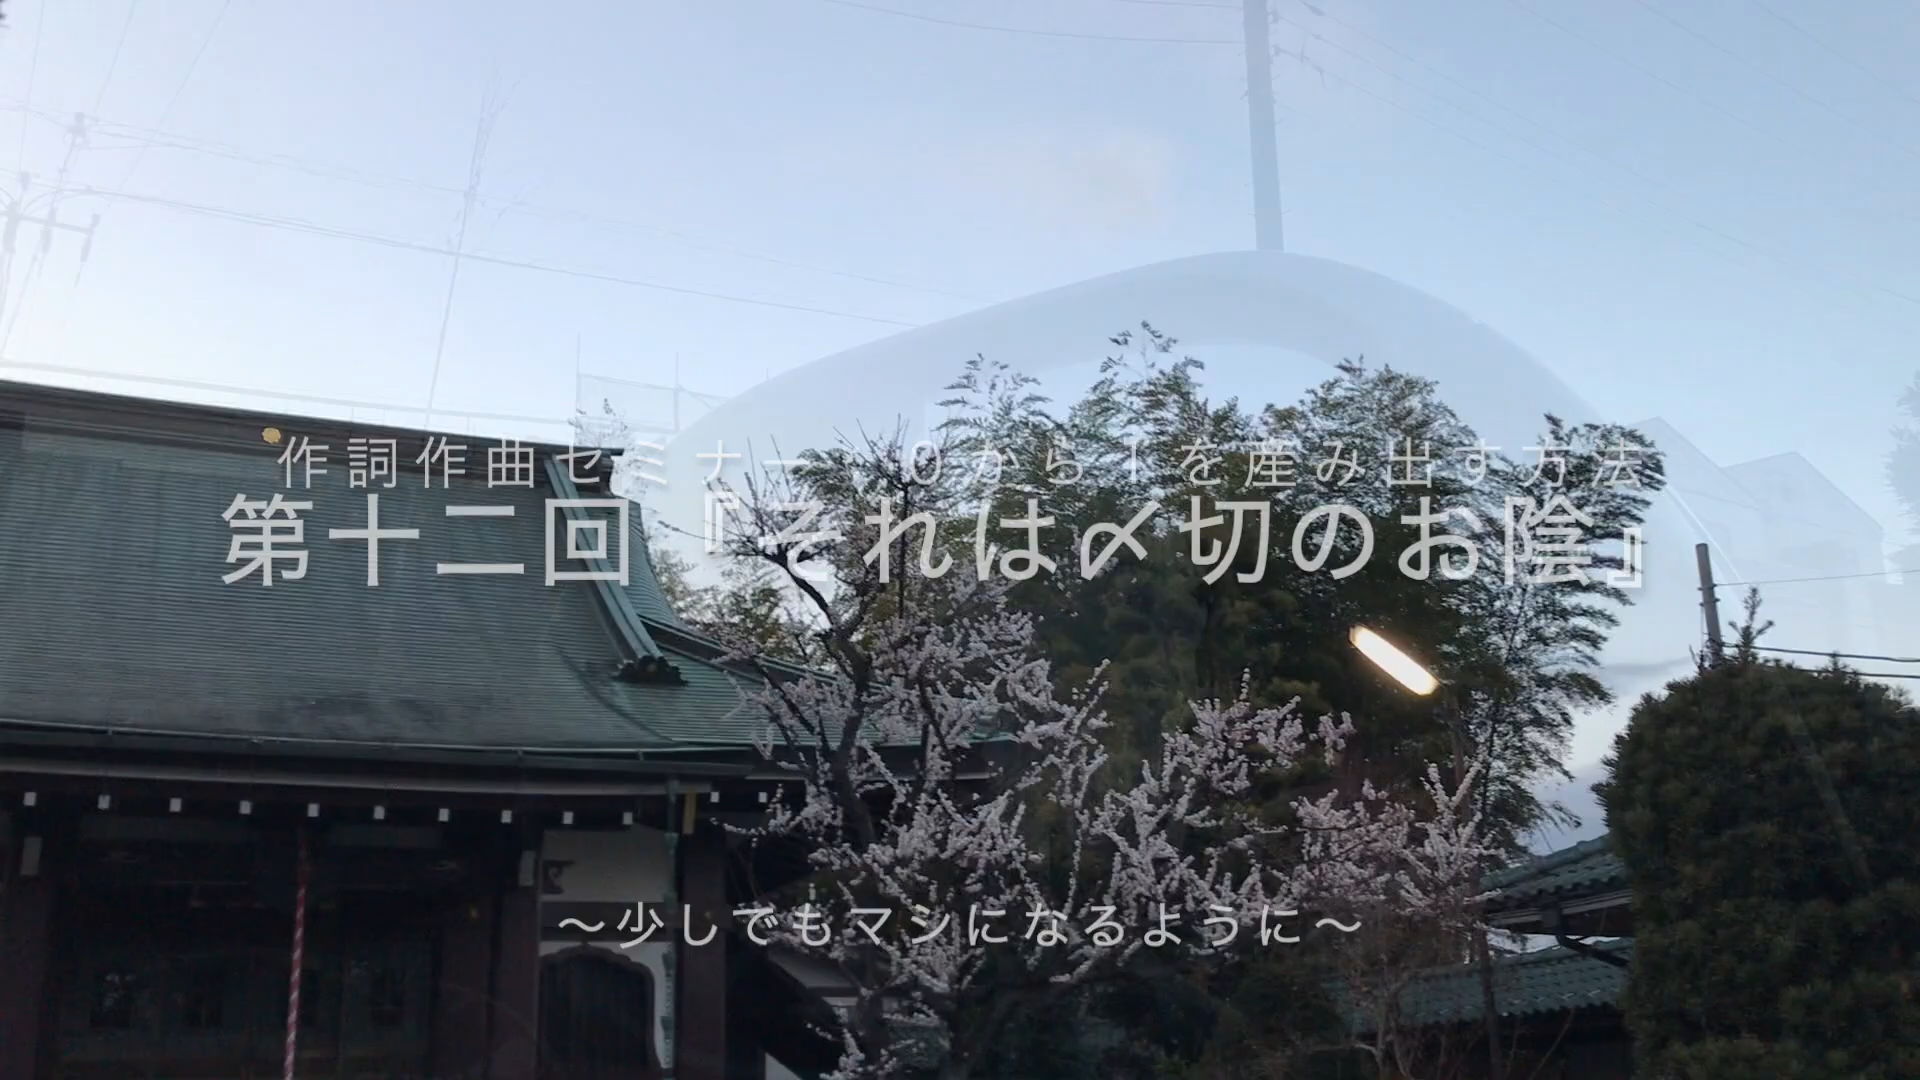 作詞作曲セミナー：0から1を産み出す方法
第十二回『それは〆切のお陰』
〜少しでもマシになるように〜